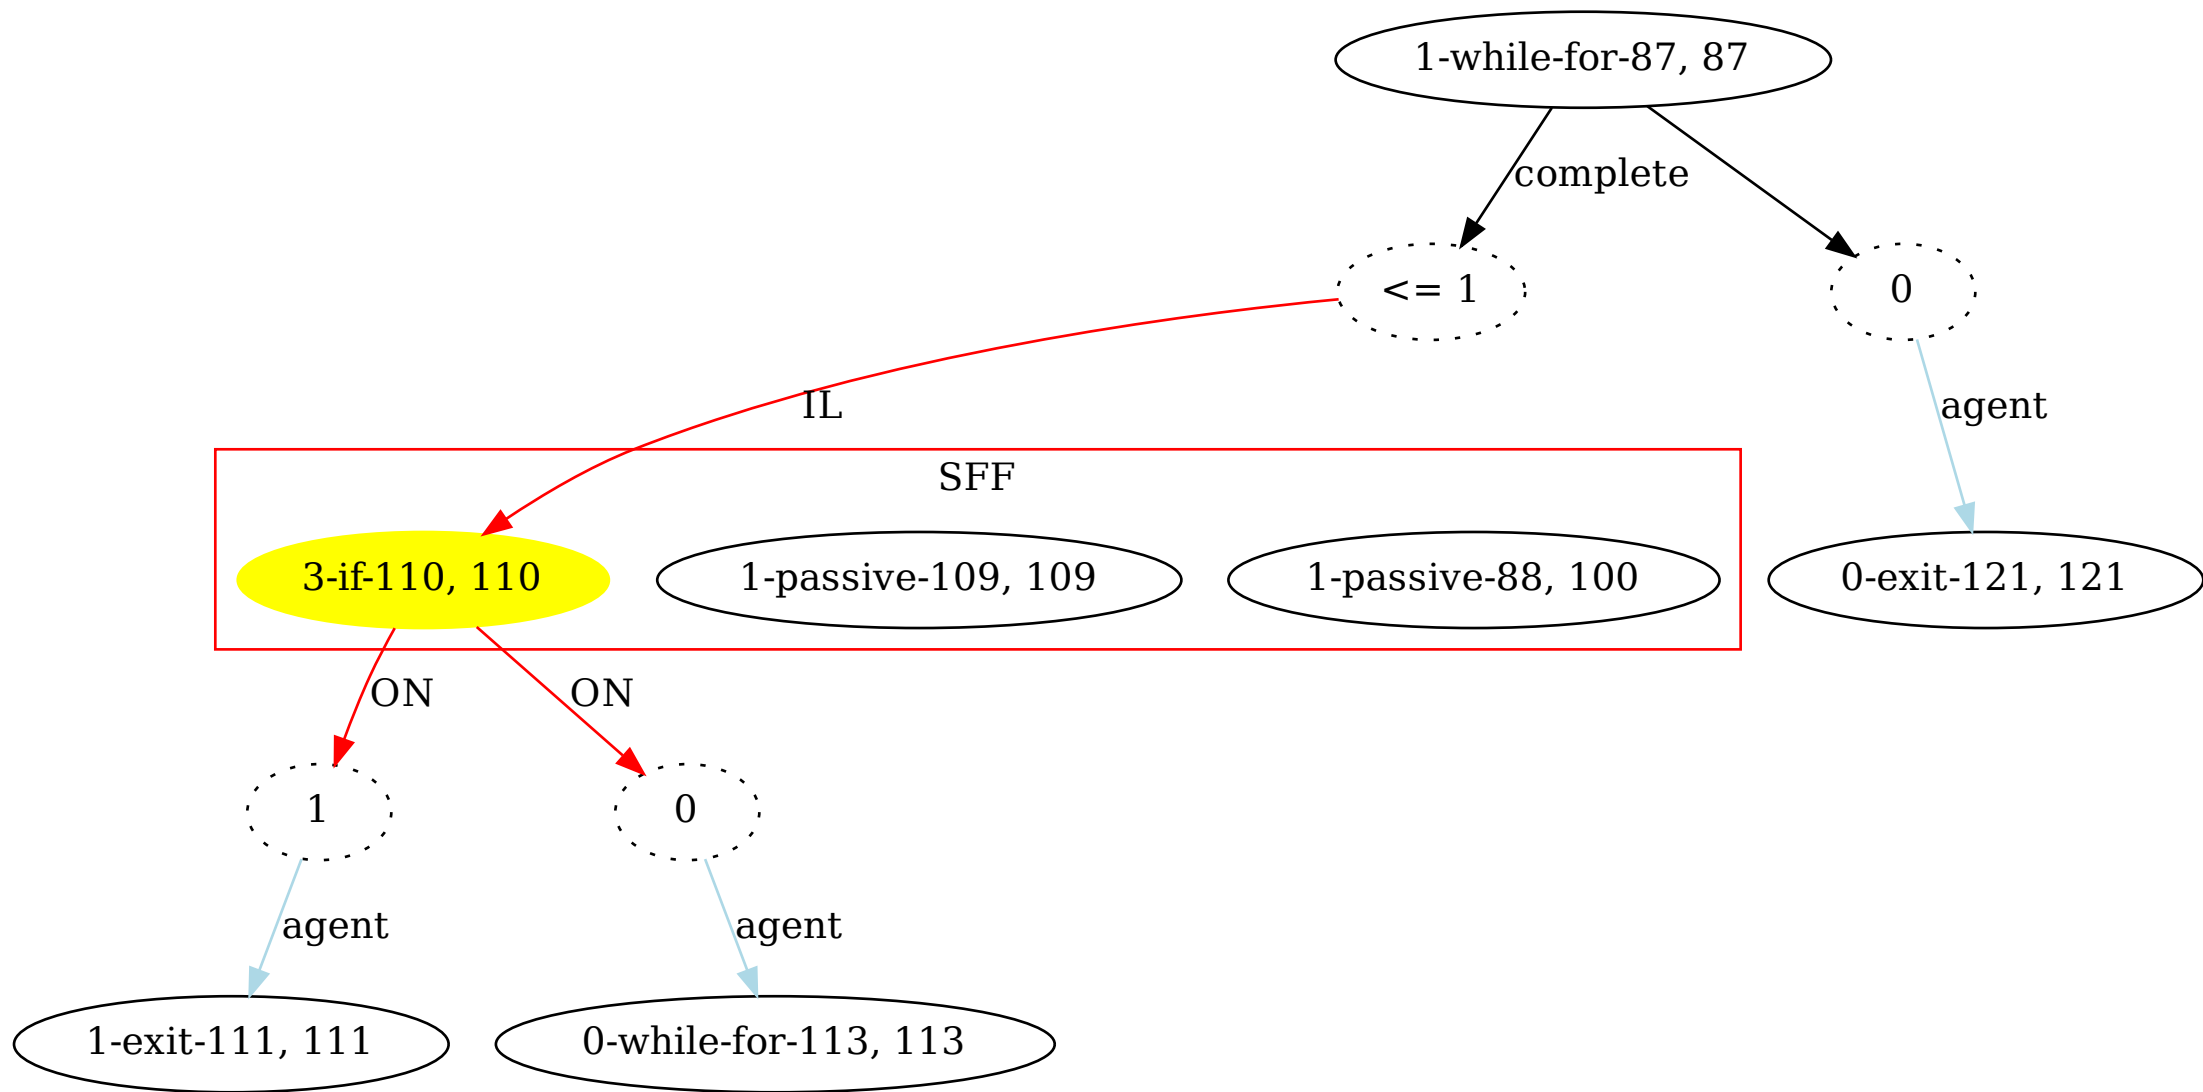 1-while-for-87, 87
complete
<= 1
0
IL
agent
SFF
3-if-110, 110
1-passive-109, 109
1-passive-88, 100
0-exit-121, 121
ON
ON
1
0
agent
agent
1-exit-111, 111
0-while-for-113, 113